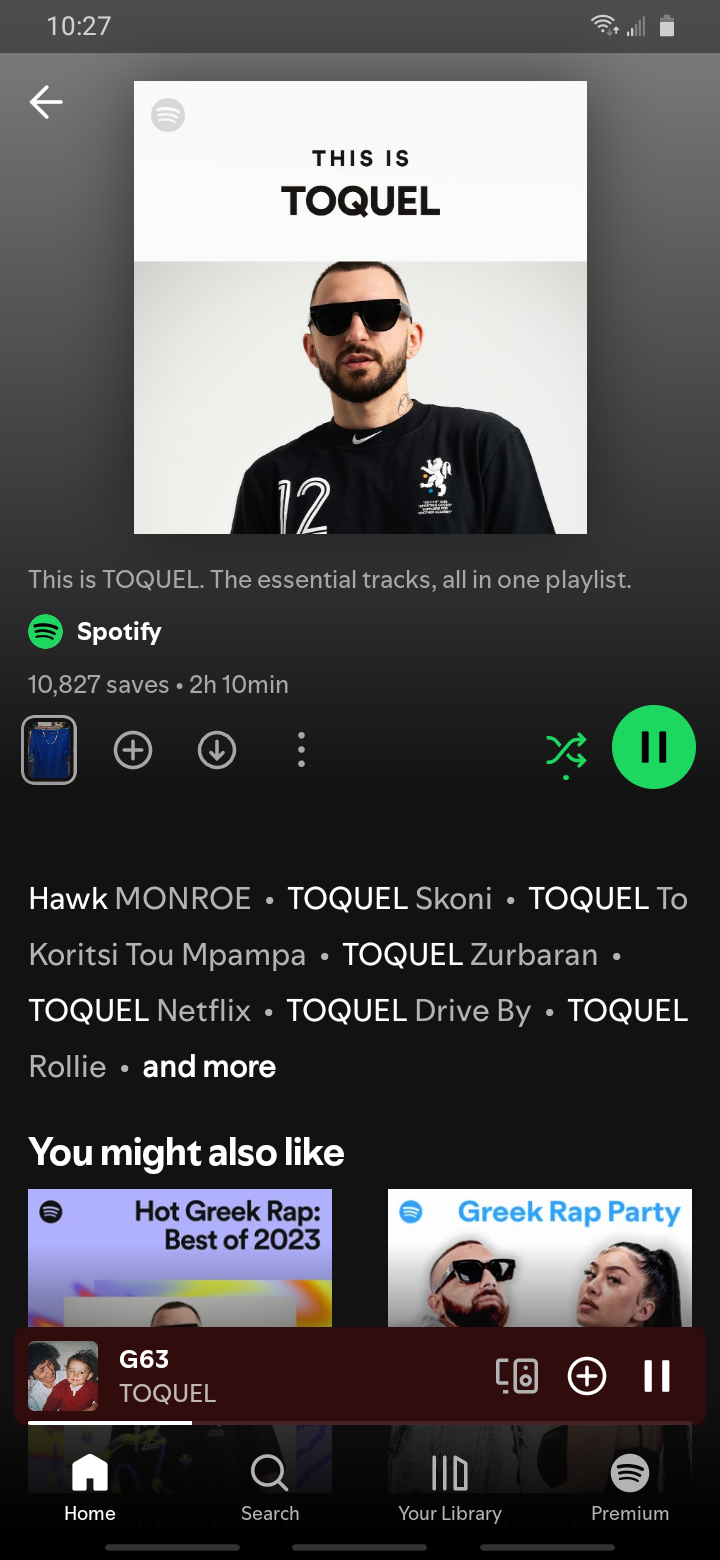 10:27
THIS IS
TOQUEL
12
This is TOQUEL. The essential tracks, all in one playlist.
Spotify
10,827 saves • 2h 10min
Hawk MONROE • TOQUEL Skoni • TOQUEL To
Koritsi Tou Mpampa • TOQUEL Zurbaran •
TOQUEL Netflix • TOQUEL Drive By • TOQUEL
Rollie • and more
You might also like
Hot Greek Rap:
Best of 2023
Greek Rap Party
G63
TOQUEL
Home
Search
Your Library
Premium